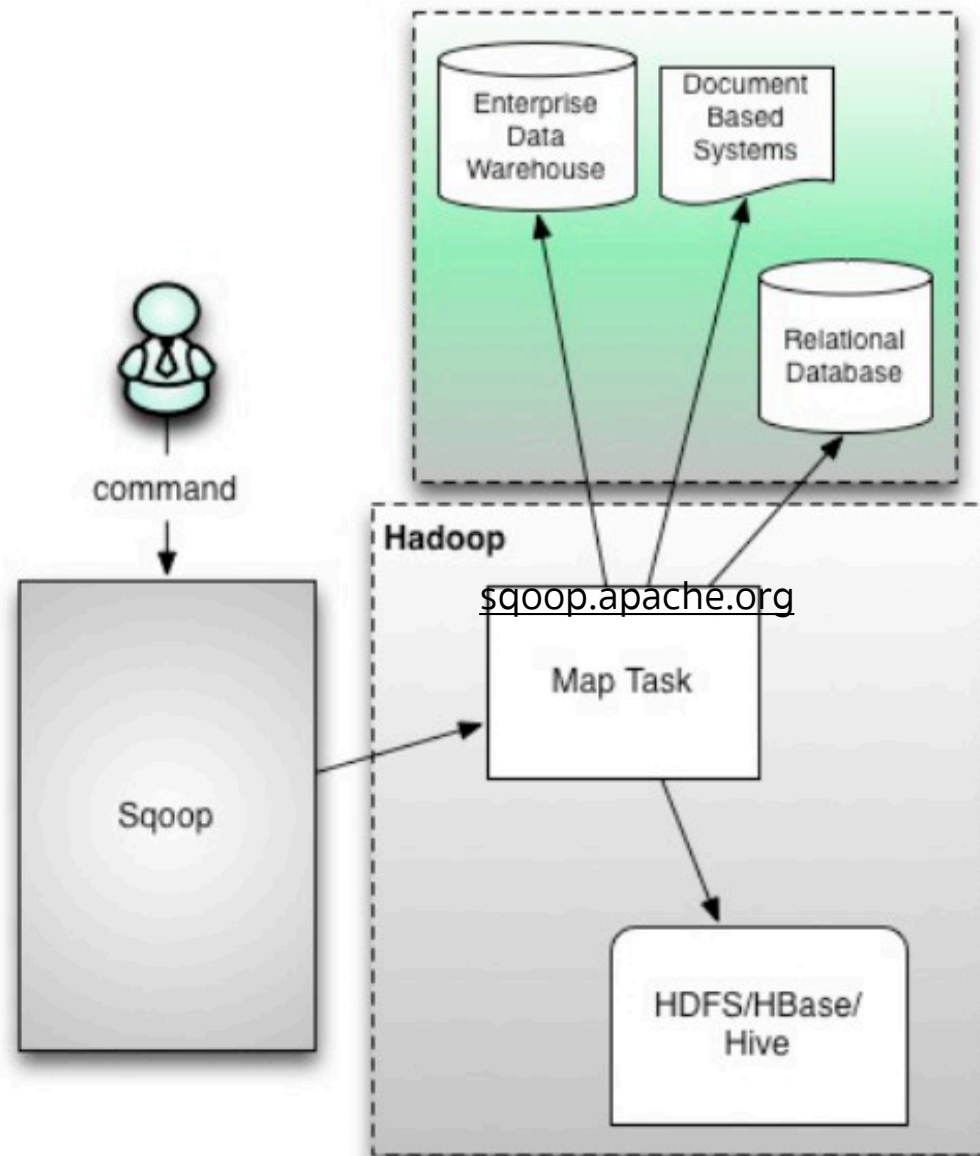 Enterprise
Data
Warehouse
Document
Based
Systems
Relational
Database
command
Hadoop
sqoop.apache.org
Map Task
Sqoop
HDFS/HBase/
Hive